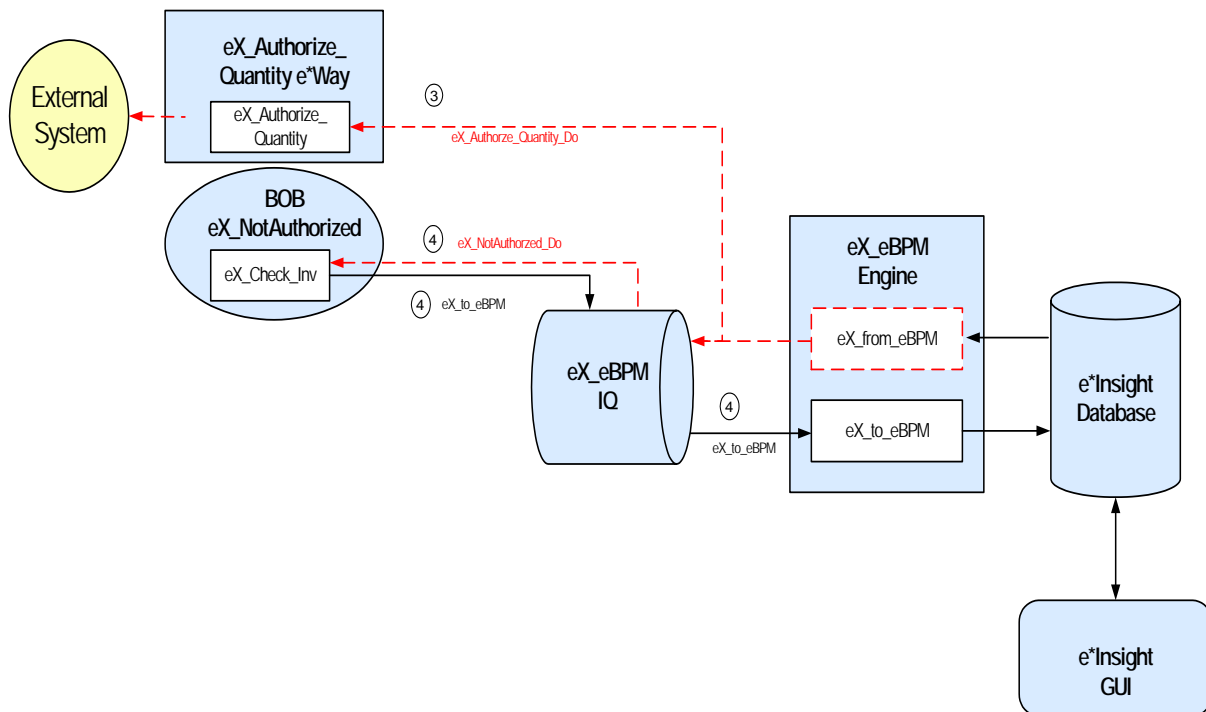 eX_Authorize_
Quantity e*Way
External
System
eX_Authorize_
Quantity
3
eX_Authorze_Quantity_Do
BOB
eX_NotAuthorized
4
eX_NotAuthorzed_Do
eX_Check_Inv
4
eX_to_eBPM
eX_eBPM
Engine
eX_from_eBPM
eX_eBPM
IQ
e*Insight
Database
4
eX_to_eBPM
eX_to_eBPM
e*Insight
GUI